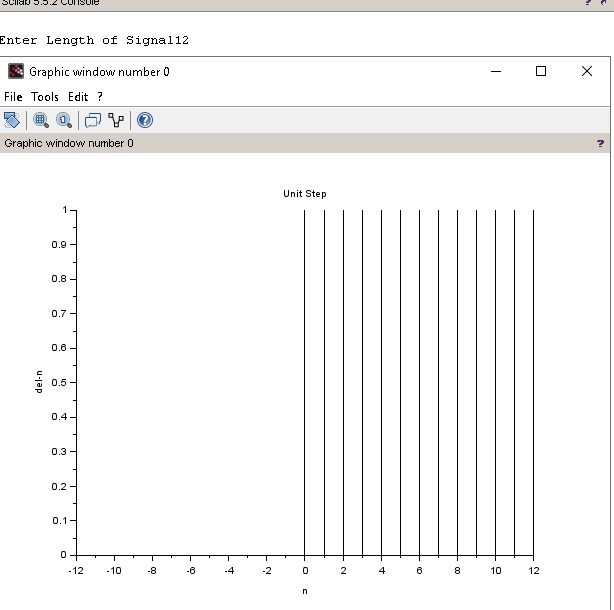 Scilab 5.5.2 Console ? ↗
Enter Length of Signal12
Graphic window number 0
File Tools Edit ?
Graphic window number 0 ?
Unit Step
1
0.9
0.8
0.7
0.6
0.5
0.4
0.3
0.2
0.1
0
del-n
-12 -10 -8 -6 -4 -2 0 2 4 6 8 10 12
n